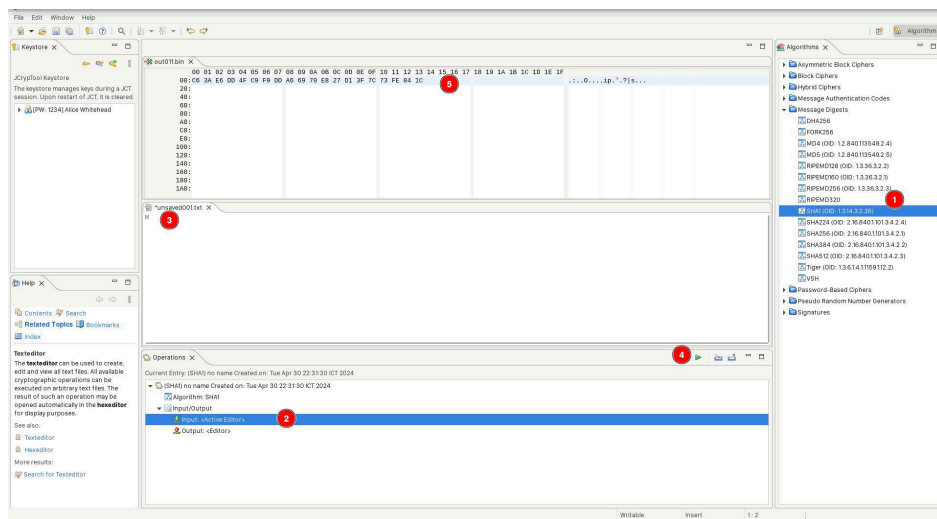 File Edit Window Help
Algorithm
Keystore
JCrypTool Keystore
The keystore manages keys during a JCT
session. Upon restart of JCT, it is cleared.
[PW: 1234] Alice Whitehead
out011.bin
00 01 02 03 04 05 06 07 08 09 0A 0B 0C 0D 0E 0F 10 11 12 13 14 15 16 17 18 19 1A 1B 1C 1D 1E 1F
00:C6 3A E6 DD 4F C9 F9 DD A6 69 70 E8 27 D1 3F 7C 73 FE 84 1C
.:..O....ip.'.?|s...
5
20:
40:
60:
80:
A0:
C0:
E0:
100:
120:
140:
160:
180:
1A0:
*unsaved001.txt
M
3
Help
Contents Search
Related Topics Bookmarks
Index
Texteditor
The texteditor can be used to create,
edit and view all text files. All available
cryptographic operations can be
executed on arbitrary text files. The
result of such an operation may be
opened automatically in the hexeditor
for display purposes.
See also:
Texteditor
Hexeditor
More results:
Search for Texteditor
Operations
4
Current Entry: (SHA1) no name Created on: Tue Apr 30 22:31:30 ICT 2024
(SHA1) no name Created on: Tue Apr 30 22:31:30 ICT 2024
Algorithm: SHA1
Input/Output
Input: <Active Editor>
2
Output: <Editor>
Algorithms
Asymmetric Block Ciphers
Block Ciphers
Hybrid Ciphers
Message Authentication Codes
Message Digests
DHA256
FORK256
MD4 (OID: 1.2.840.113549.2.4)
MD5 (OID: 1.2.840.113549.2.5)
RIPEMD128 (OID: 1.3.36.3.2.2)
RIPEMD160 (OID: 1.3.36.3.2.1)
RIPEMD256 (OID: 1.3.36.3.2.3)
RIPEMD320
1
SHA1 (OID: 1.3.14.3.2.26)
SHA224 (OID: 2.16.840.1.101.3.4.2.4)
SHA256 (OID: 2.16.840.1.101.3.4.2.1)
SHA384 (OID: 2.16.840.1.101.3.4.2.2)
SHA512 (OID: 2.16.840.1.101.3.4.2.3)
Tiger (OID: 1.3.6.1.4.1.11591.12.2)
VSH
Password-Based Ciphers
Pseudo Random Number Generators
Signatures
Writable Insert 1 : 2